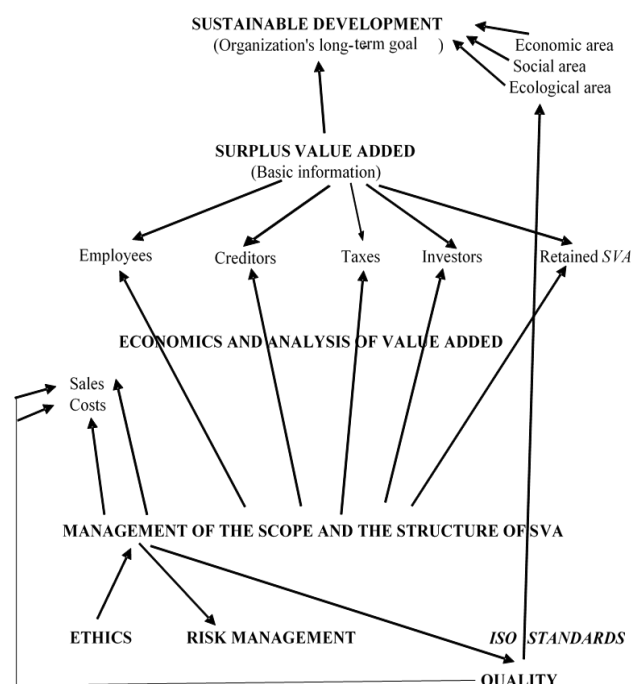 SUSTAINABLE DEVELOPMENT
(Organization's long-term goal )
Economic area
Social area
Ecological area
SURPLUS VALUE ADDED
(Basic information)
Employees
Creditors
Taxes
Investors
Retained SVA
ECONOMICS AND ANALYSIS OF VALUE ADDED
Sales
Costs
MANAGEMENT OF THE SCOPE AND THE STRUCTURE OF SVA
ETHICS
RISK MANAGEMENT
ISO STANDARDS
QUALITY